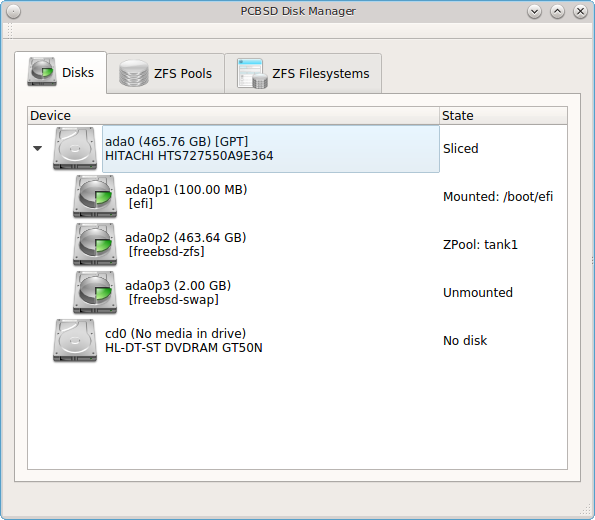 PCBSD Disk Manager
Disks
ZFS Pools
ZFS Filesystems
Device
State
ada0 (465.76 GB) [GPT]
HITACHI HTS727550A9E364
Sliced
ada0p1 (100.00 MB)
[efi]
Mounted: /boot/efi
ada0p2 (463.64 GB)
[freebsd-zfs]
ZPool: tank1
ada0p3 (2.00 GB)
[freebsd-swap]
Unmounted
cd0 (No media in drive)
HL-DT-ST DVDRAM GT50N
No disk